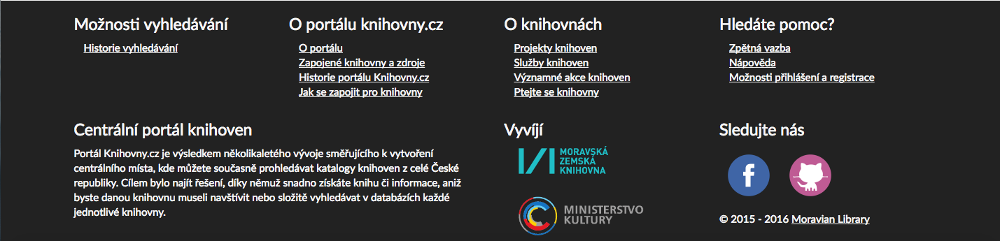 Možnosti vyhledávání
Historie vyhledávání
O portálu knihovny.cz
O portálu
Zapojené knihovny a zdroje
Historie portálu Knihovny.cz
Jak se zapojit pro knihovny
O knihovnách
Projekty knihoven
Služby knihoven
Významné akce knihoven
Ptejte se knihovny
Hledáte pomoc?
Zpětná vazba
Nápověda
Možnosti přihlášení a registrace
Centrální portál knihoven
Portál Knihovny.cz je výsledkem několikaletého vývoje směřujícího k vytvoření
centrálního místa, kde můžete současně prohledávat katalogy knihoven z celé České
republiky. Cílem bylo najít řešení, díky němuž snadno získáte knihu či informace, aniž
byste danou knihovnu museli navštívit nebo složitě vyhledávat v databázích každé
jednotlivé knihovny.
Vyvíjí
MORAVSKÁ
ZEMSKÁ
KNIHOVNA
MINISTERSTVO
KULTURY
Sledujte nás
© 2015 - 2016 Moravian Library